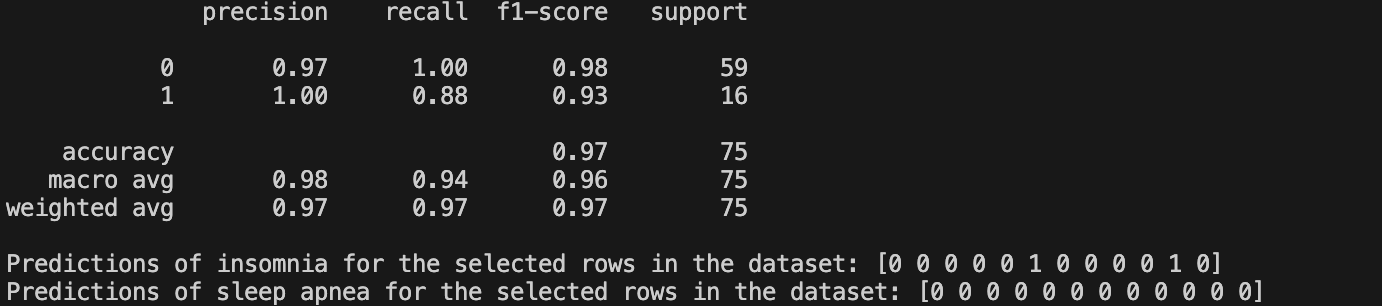 precision recall f1-score support
0 0.97 1.00 0.98 59
1 1.00 0.88 0.93 16
accuracy 0.97 75
macro avg 0.98 0.94 0.96 75
weighted avg 0.97 0.97 0.97 75
Predictions of insomnia for the selected rows in the dataset: [0 0 0 0 0 1 0 0 0 0 1 0]
Predictions of sleep apnea for the selected rows in the dataset: [0 0 0 0 0 0 0 0 0 0 0 0]